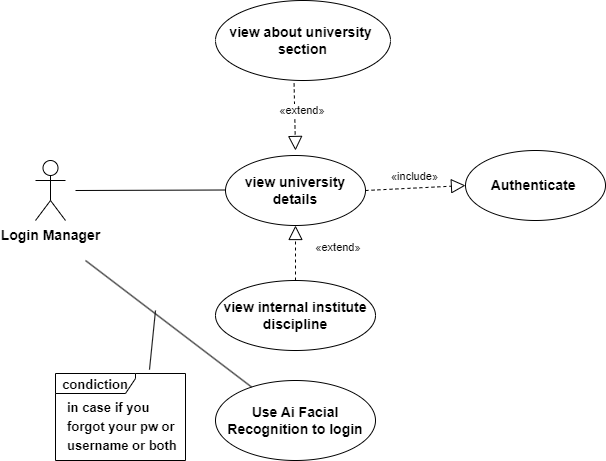 view about university
section
«extend»
«include»
view university
details
Authenticate
Login Manager
«extend»
view internal institute
discipline
condiction
in case if you
forgot your pw or
username or both
Use Ai Facial
Recognition to login